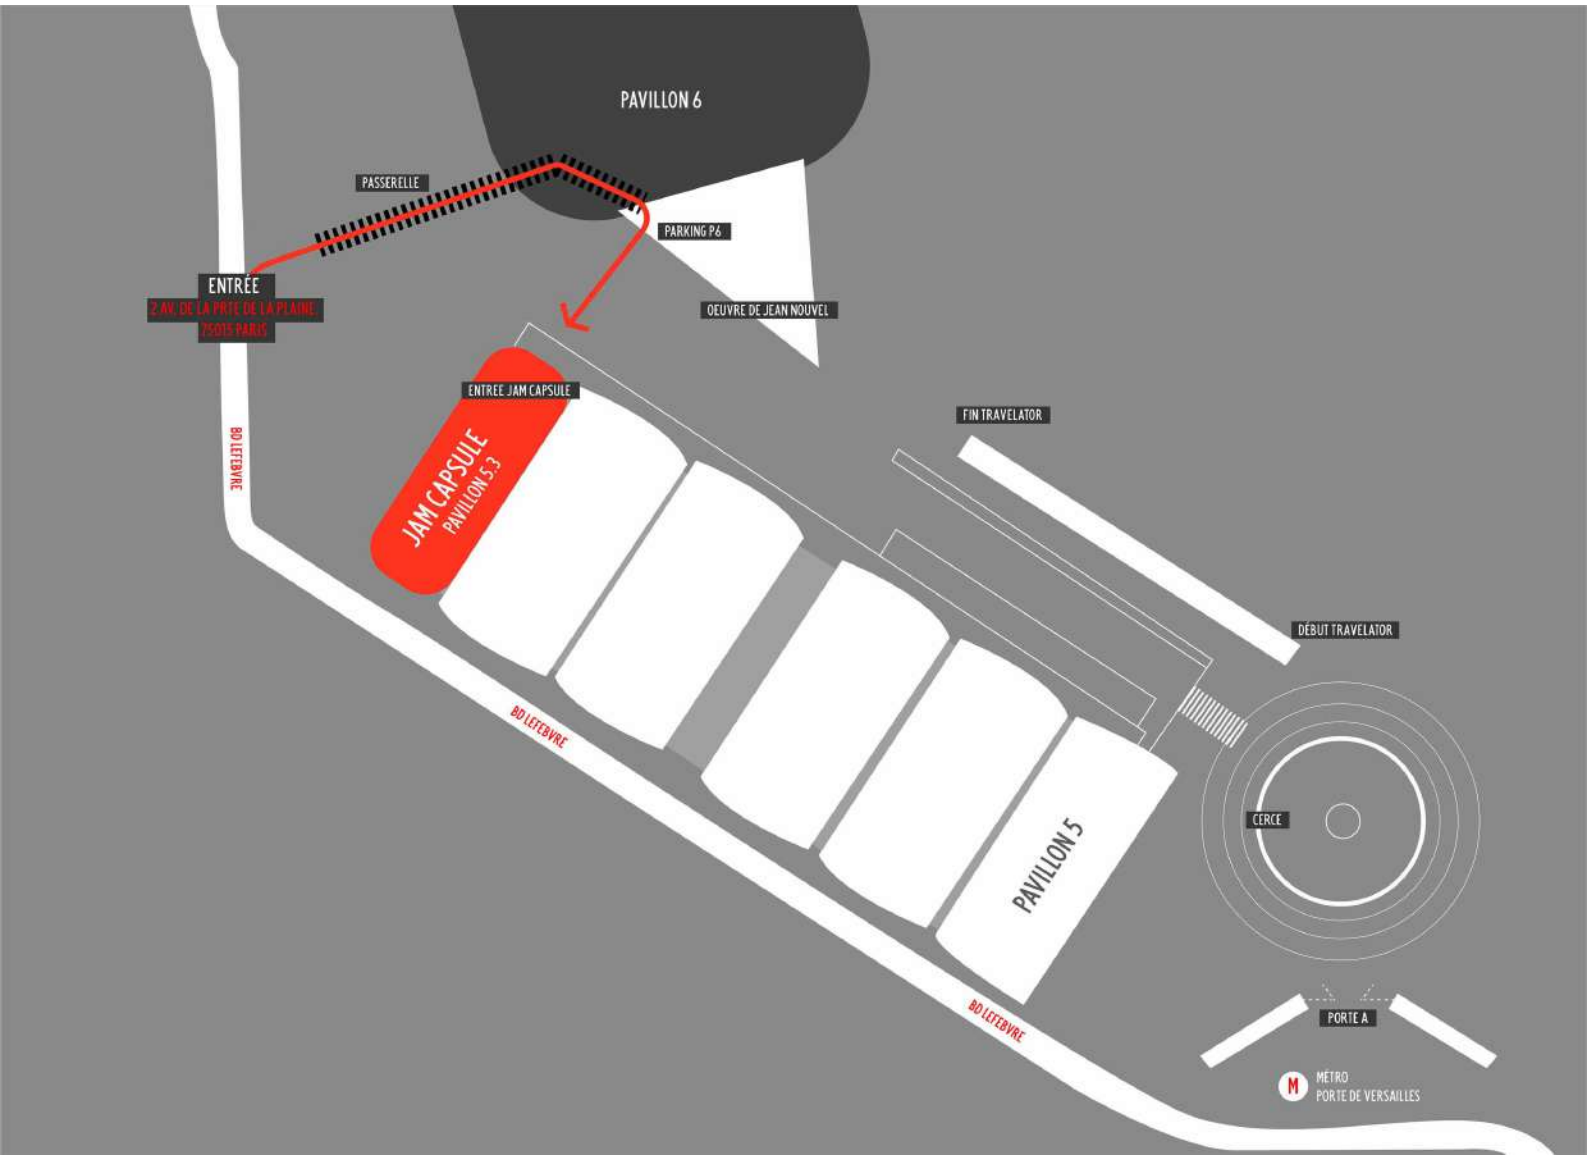 PAVILLON 6
PASSERELLE
PARKING P6
ENTRÉE
2 AV. DE LA PRTE DE LA PLAINE
75015 PARIS
OEUVRE DE JEAN NOUVEL
ENTREE JAM CAPSULE
FIN TRAVELATOR
BD LEFEBVRE
JAM CAPSULE
PAVILLON 5.3
DÉBUT TRAVELATOR
BD LEFEBVRE
CERCE
PAVILLON 5
BD LEFEBVRE
PORTE A
M
MÉTRO
PORTE DE VERSAILLES